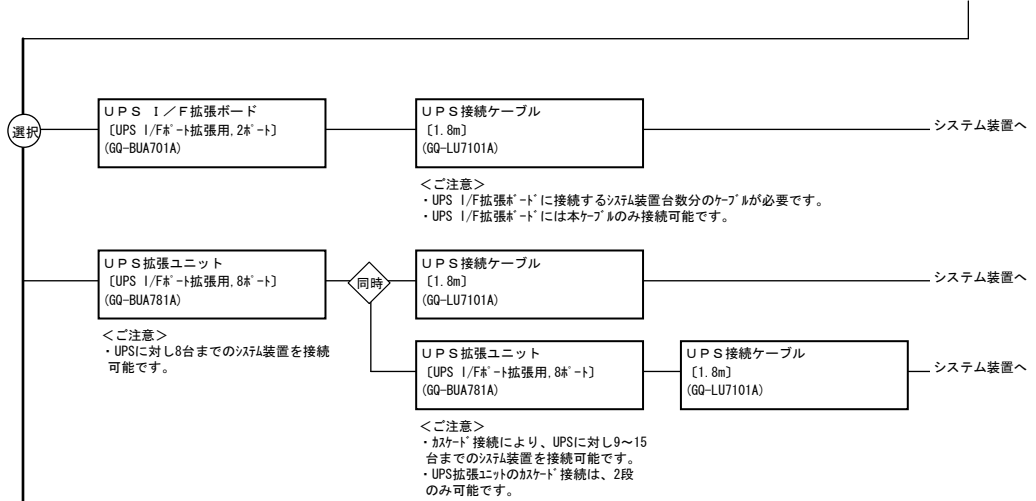 選択
ＵＰＳ Ｉ／Ｆ拡張ボード
〔UPS I/Fﾎﾟｰﾄ拡張用,2ﾎﾟｰﾄ〕
(GQ-BUA701A)
ＵＰＳ接続ケーブル
〔1.8m〕
(GQ-LU7101A)
システム装置へ
＜ご注意＞
・UPS I/F拡張ﾎﾞｰﾄﾞに接続するｼｽﾃﾑ装置台数分のｹｰﾌﾞﾙが必要です。
・UPS I/F拡張ﾎﾞｰﾄﾞには本ｹｰﾌﾞﾙのみ接続可能です。
ＵＰＳ拡張ユニット
〔UPS I/Fﾎﾟｰﾄ拡張用,8ﾎﾟｰﾄ〕
(GQ-BUA781A)
＜ご注意＞
・UPSに対し8台までのｼｽﾃﾑ装置を接続
可能です。
同時
ＵＰＳ接続ケーブル
〔1.8m〕
(GQ-LU7101A)
システム装置へ
ＵＰＳ拡張ユニット
〔UPS I/Fﾎﾟｰﾄ拡張用,8ﾎﾟｰﾄ〕
(GQ-BUA781A)
ＵＰＳ接続ケーブル
〔1.8m〕
(GQ-LU7101A)
システム装置へ
＜ご注意＞
・ｶｽｹｰﾄﾞ接続により、UPSに対し9～15
台までのｼｽﾃﾑ装置を接続可能です。
・UPS拡張ﾕﾆｯﾄのｶｽｹｰﾄﾞ接続は、2段
のみ可能です。